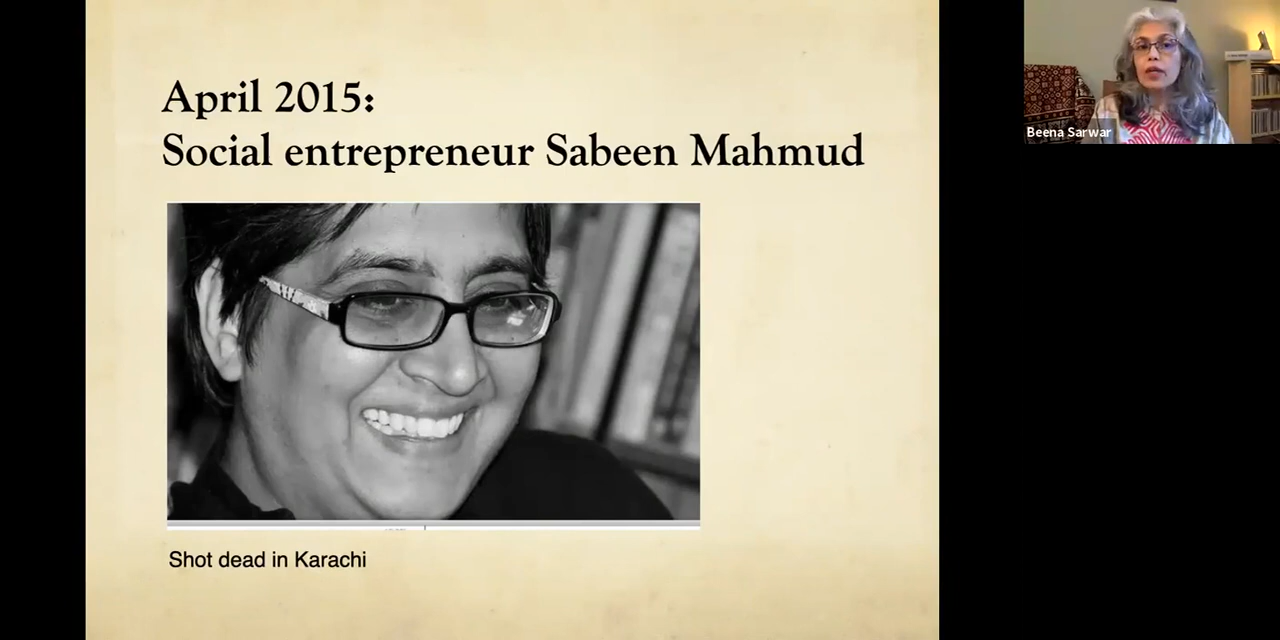 April 2015:
Social entrepreneur Sabeen Mahmud
Shot dead in Karachi
Beena Sarwar